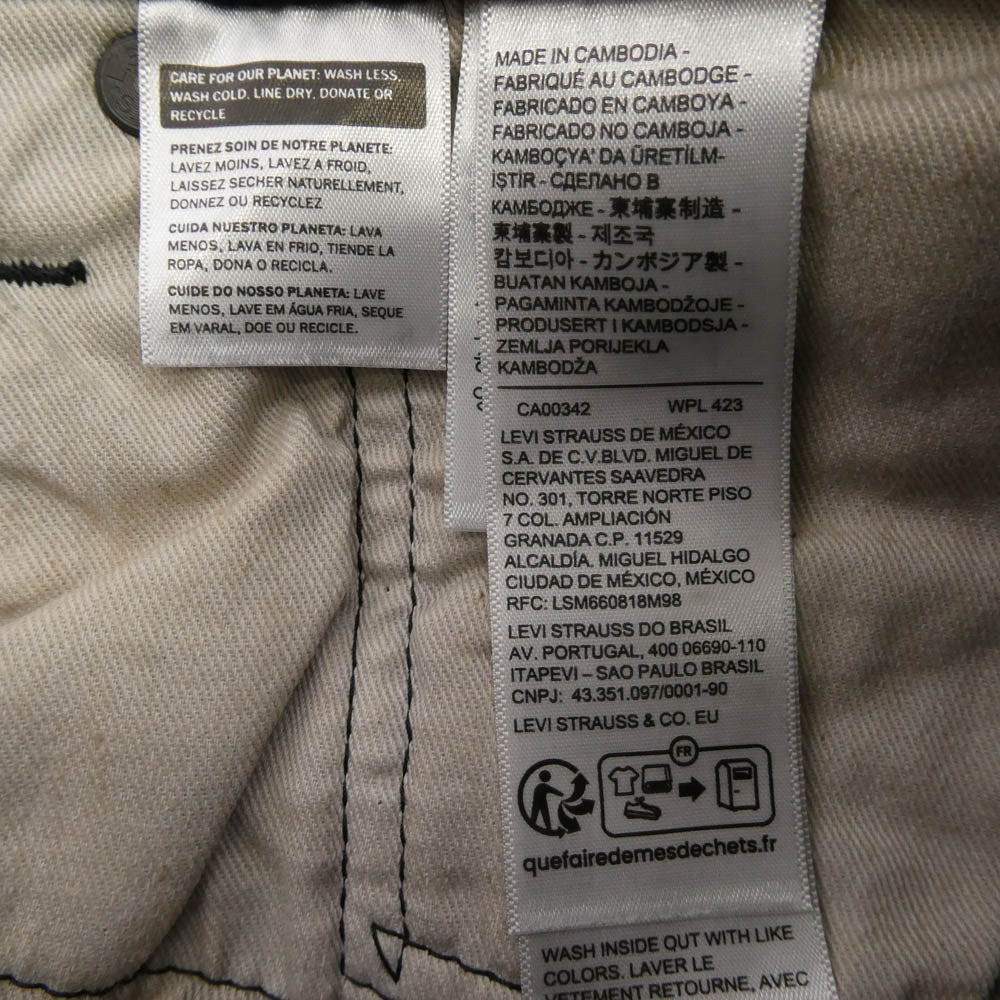 CARE FOR OUR PLANET: WASH LESS,
WASH COLD, LINE DRY, DONATE OR
RECYCLE
PRENEZ SOIN DE NOTRE PLANETE:
LAVEZ MOINS, LAVEZ A FROID,
LAISSEZ SECHER NATURELLEMENT,
DONNEZ OU RECYCLEZ
CUIDA NUESTRO PLANETA: LAVA
MENOS, LAVA EN FRIO, TIENDE LA
ROPA, DONA O RECICLA.
CUIDE DO NOSSO PLANETA: LAVE
MENOS, LAVE EM ÁGUA FRIA, SEQUE
EM VARAL, DOE OU RECICLE.
MADE IN CAMBODIA -
FABRIQUÉ AU CAMBODGE -
FABRICADO EN CAMBOYA -
FABRICADO NO CAMBOJA -
KAMBOÇYA' DA ÜRETİLM-
İŞTİR - СДЕЛАНО В
КАМБОДЖЕ - 柬埔寨制造 -
柬埔寨製 - 제조국
캄보디아 - カンボジア製 -
BUATAN KAMBOJA -
PAGAMINTA KAMBODŽOJE -
PRODUSERT I KAMBODSJA -
ZEMLJA PORIJEKLA
KAMBODŽA
CA00342 WPL 423
LEVI STRAUSS DE MÉXICO
S.A. DE C.V.BLVD. MIGUEL DE
CERVANTES SAAVEDRA
NO. 301, TORRE NORTE PISO
7 COL. AMPLIACIÓN
GRANADA C.P. 11529
ALCALDÍA. MIGUEL HIDALGO
CIUDAD DE MÉXICO, MÉXICO
RFC: LSM660818M98
LEVI STRAUSS DO BRASIL
AV. PORTUGAL, 400 06690-110
ITAPEVI – SAO PAULO BRASIL
CNPJ: 43.351.097/0001-90
LEVI STRAUSS & CO. EU
FR
quefairedemesdechets.fr
WASH INSIDE OUT WITH LIKE
COLORS. LAVER LE
VETEMENT RETOURNE, AVEC